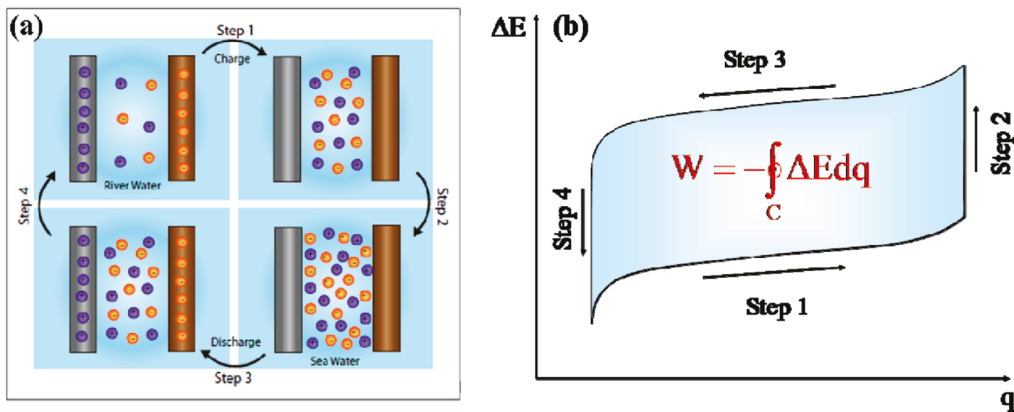 (a)
Step 1
Charge
River Water
Step 4
Step 2
Discharge
Sea Water
Step 3
ΔE
(b)
Step 3
Step 2
W = -∮ΔEdq
C
Step 4
Step 1
q